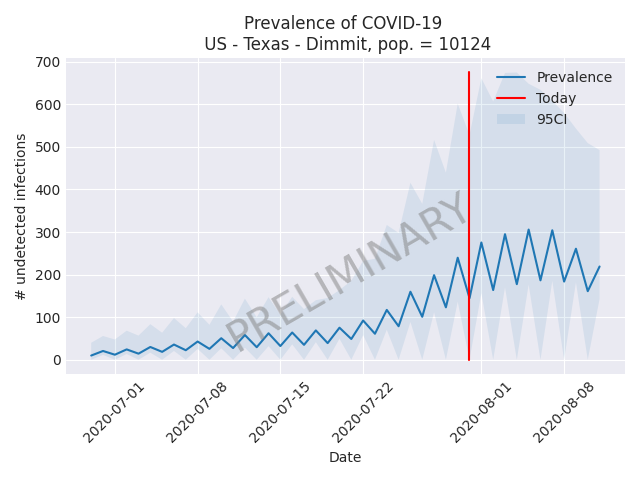 Prevalence of COVID-19
US - Texas - Dimmit, pop. = 10124
700
600
500
400
300
200
100
0
# undetected infections
Prevalence
Today
95CI
PRELIMINARY
2020-07-01
2020-07-08
2020-07-15
2020-07-22
2020-08-01
2020-08-08
Date